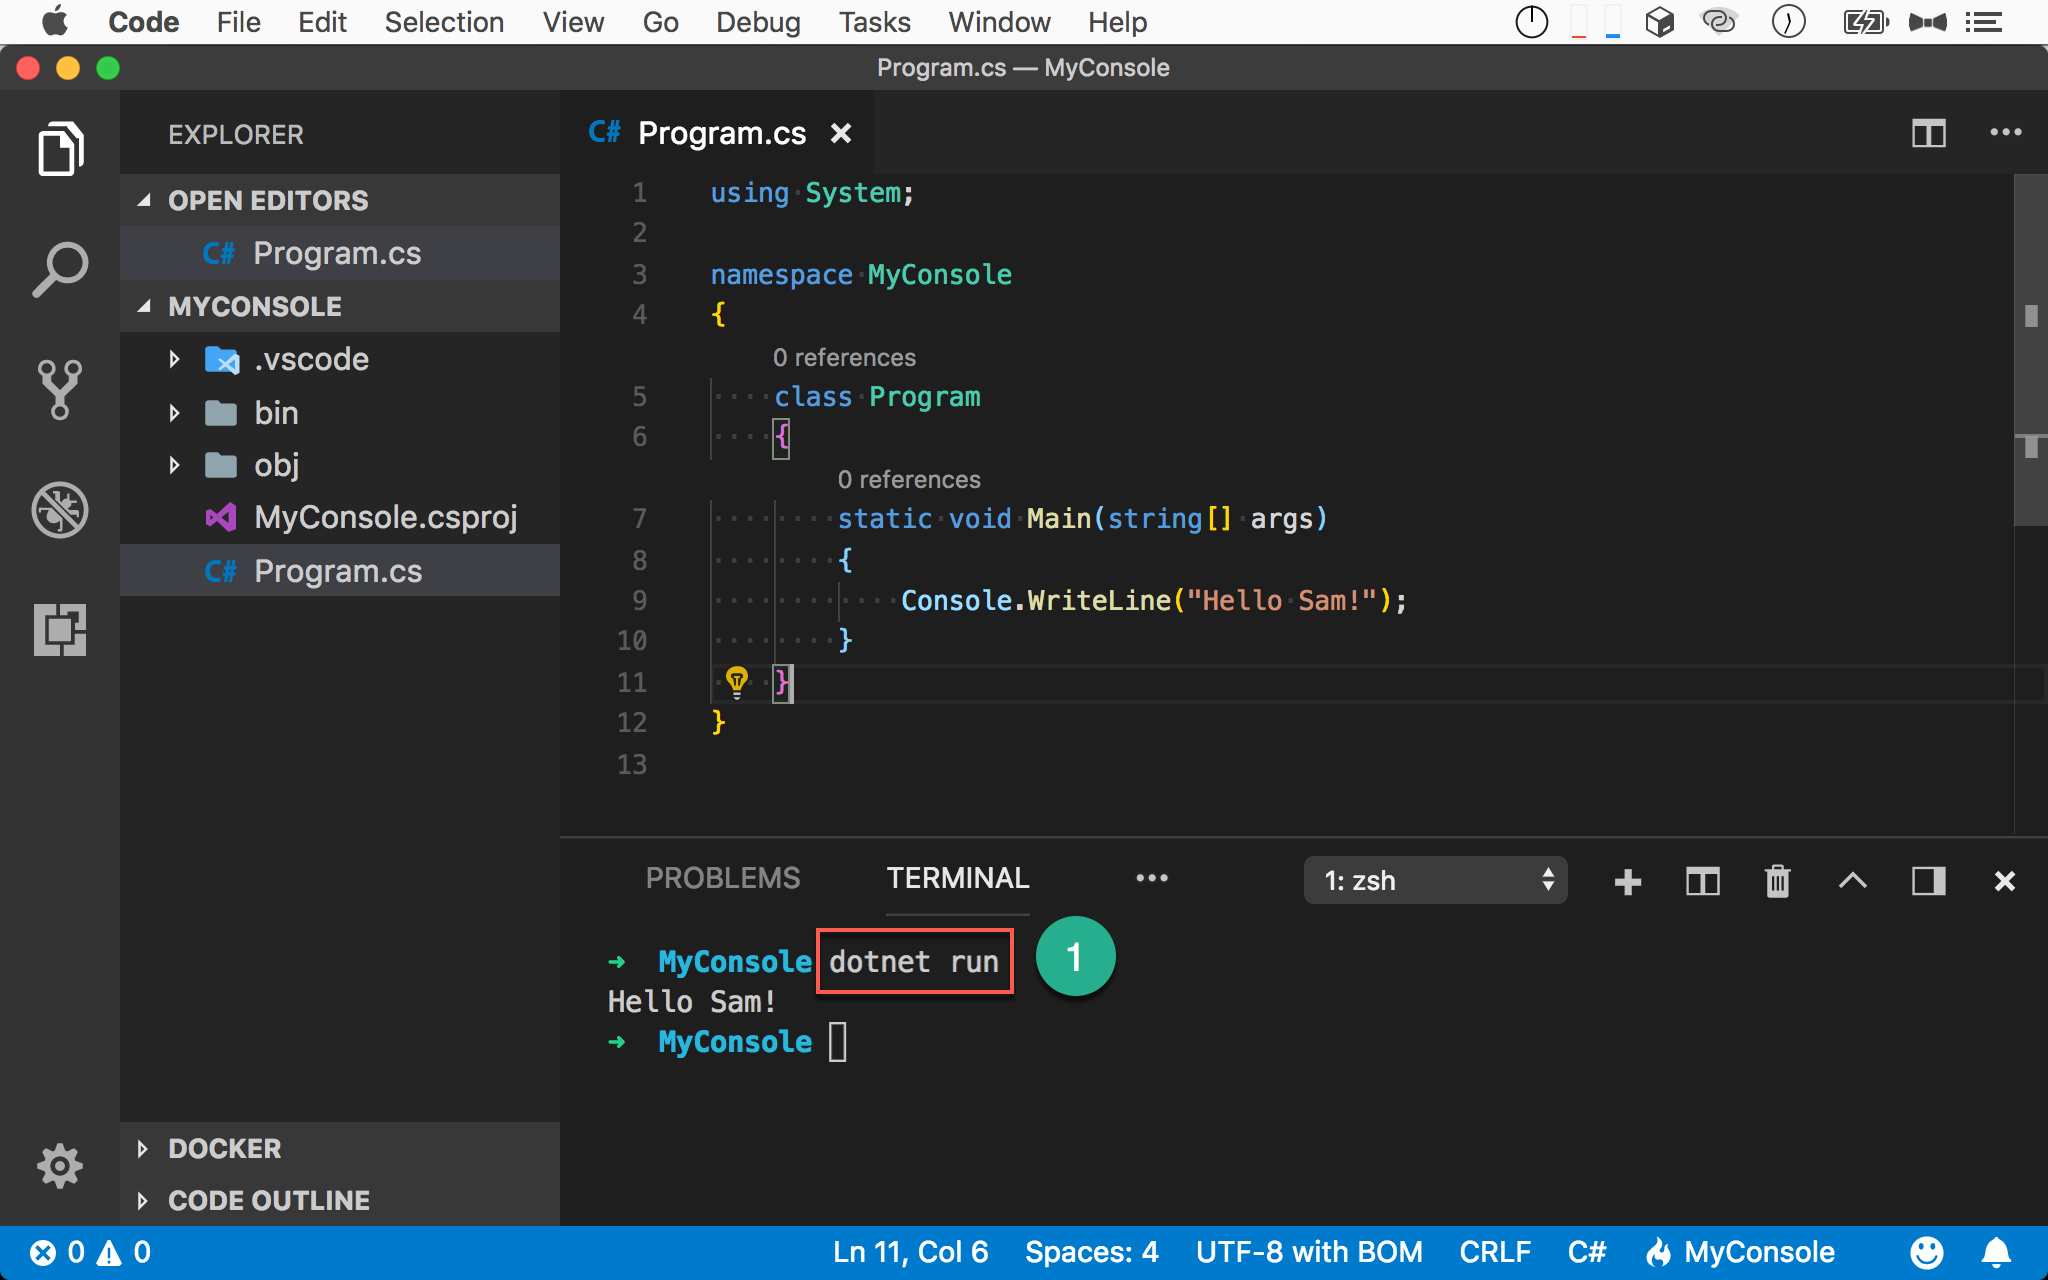 Code File Edit Selection View Go Debug Tasks Window Help
Program.cs — MyConsole
EXPLORER
OPEN EDITORS
C# Program.cs
MYCONSOLE
.vscode
bin
obj
MyConsole.csproj
C# Program.cs
DOCKER
CODE OUTLINE
C# Program.cs
1 using System;
2
3 namespace MyConsole
4 {
0 references
5 class Program
6 {
0 references
7 static void Main(string[] args)
8 {
9 Console.WriteLine("Hello Sam!");
10 }
11 }
12 }
13
PROBLEMS TERMINAL 1: zsh
➜ MyConsole dotnet run 1
Hello Sam!
➜ MyConsole
0 0 Ln 11, Col 6 Spaces: 4 UTF-8 with BOM CRLF C# MyConsole